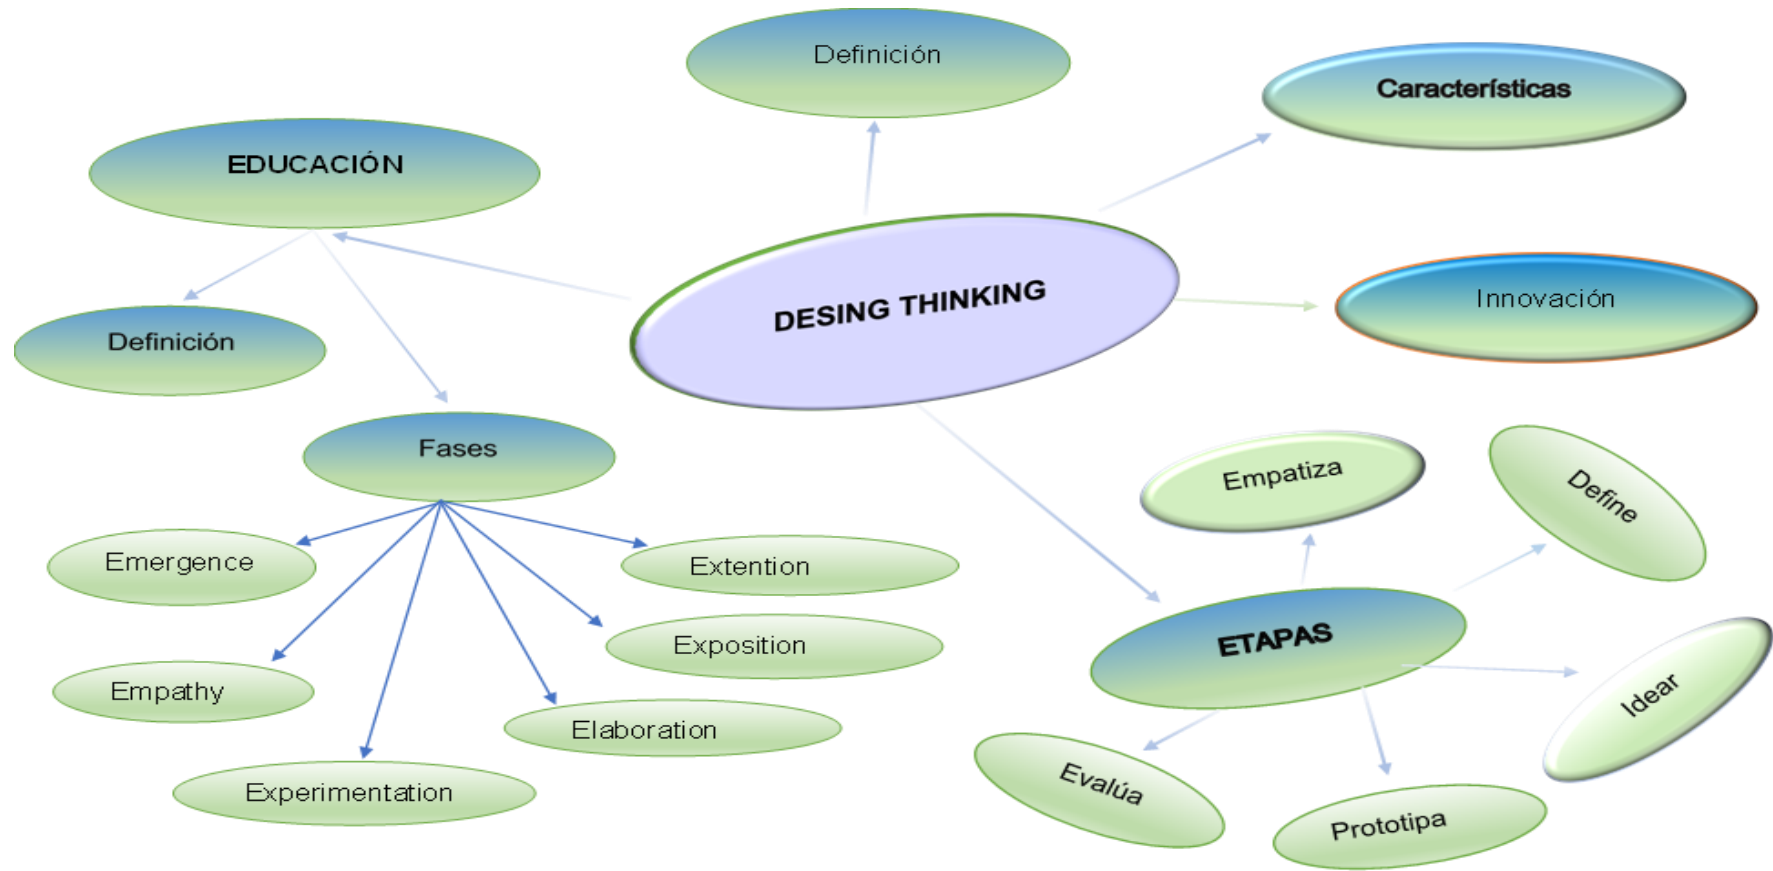 Definición
Característícas
EDUCACIÓN
DESING THINKING
Innovación
Definición
Fases
Empatiza
Define
Emergence
Extention
Exposition
ETAPAS
Empathy
Idear
Elaboration
Experimentation
Evalúa
Prototipa